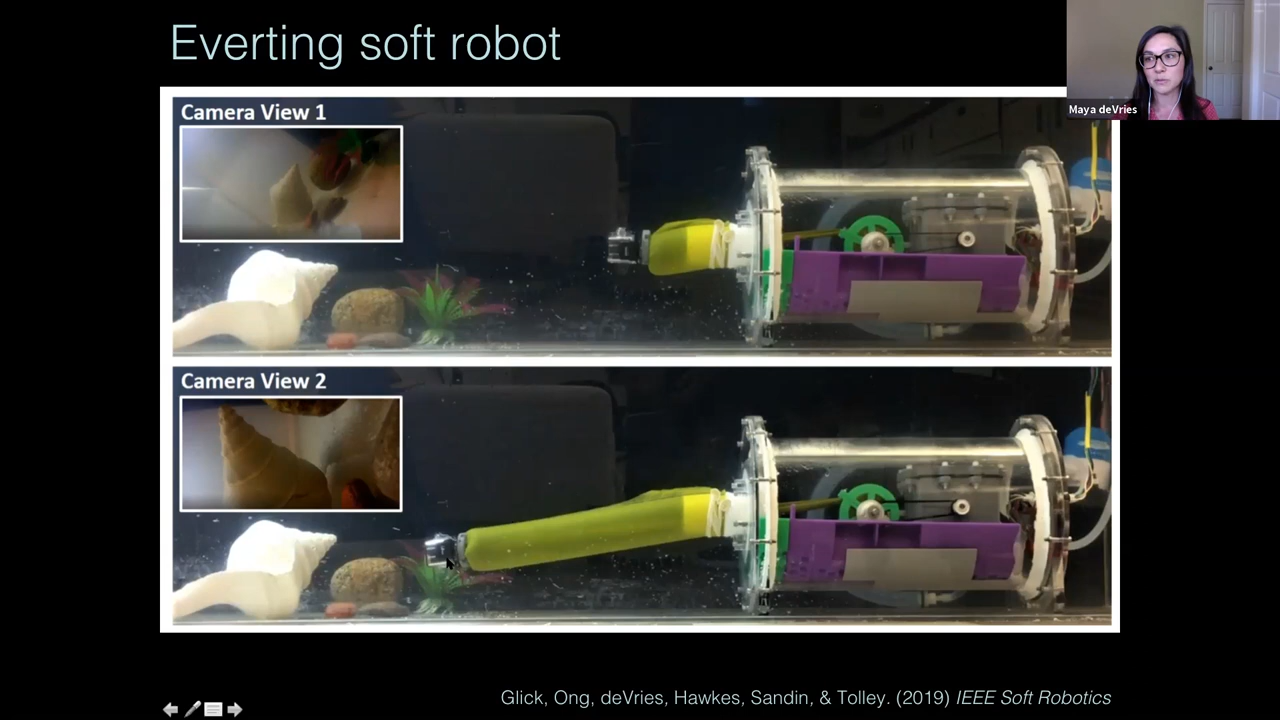 Everting soft robot
Maya deVries
Camera View 1
Camera View 2
Glick, Ong, deVries, Hawkes, Sandin, & Tolley. (2019) IEEE Soft Robotics